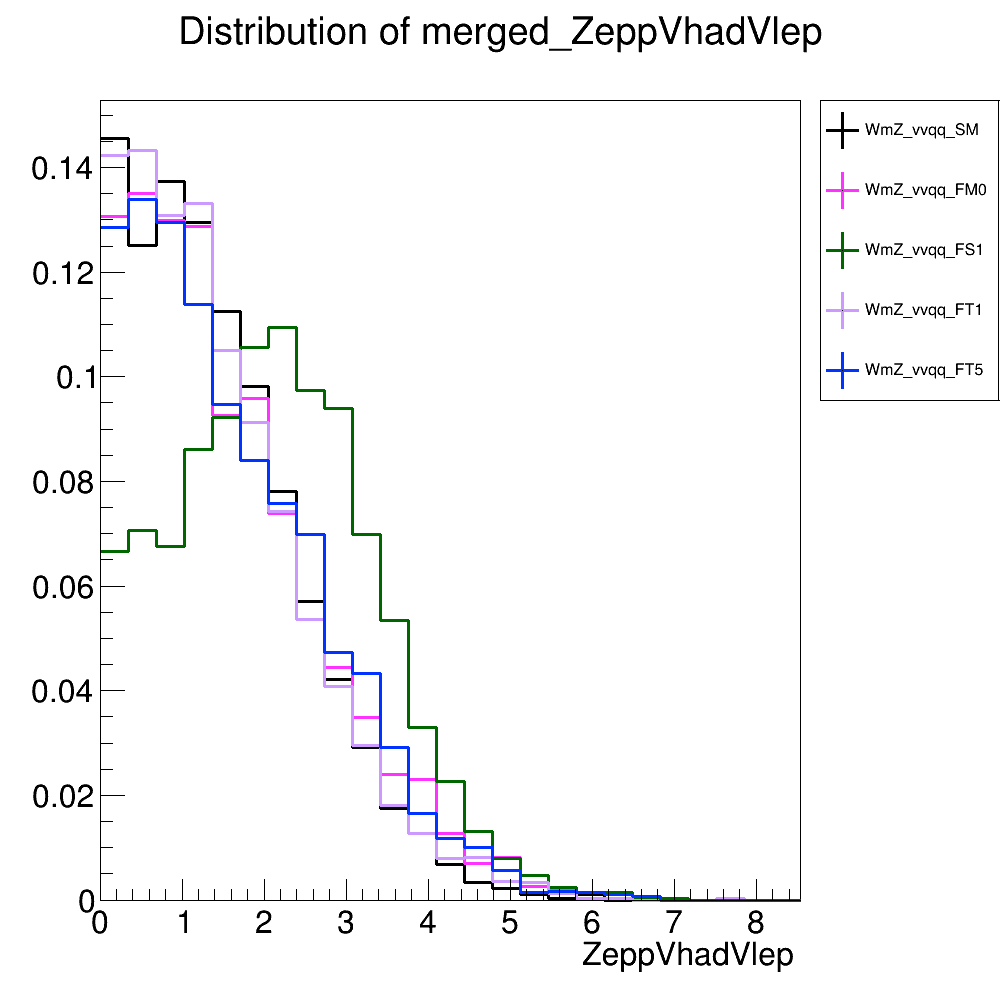 Distribution of merged_ZeppVhadVlep
WmZ_vvqq_SM
WmZ_vvqq_FM0
WmZ_vvqq_FS1
WmZ_vvqq_FT1
WmZ_vvqq_FT5
0.14
0.12
0.1
0.08
0.06
0.04
0.02
0
0 1 2 3 4 5 6 7 8
ZeppVhadVlep